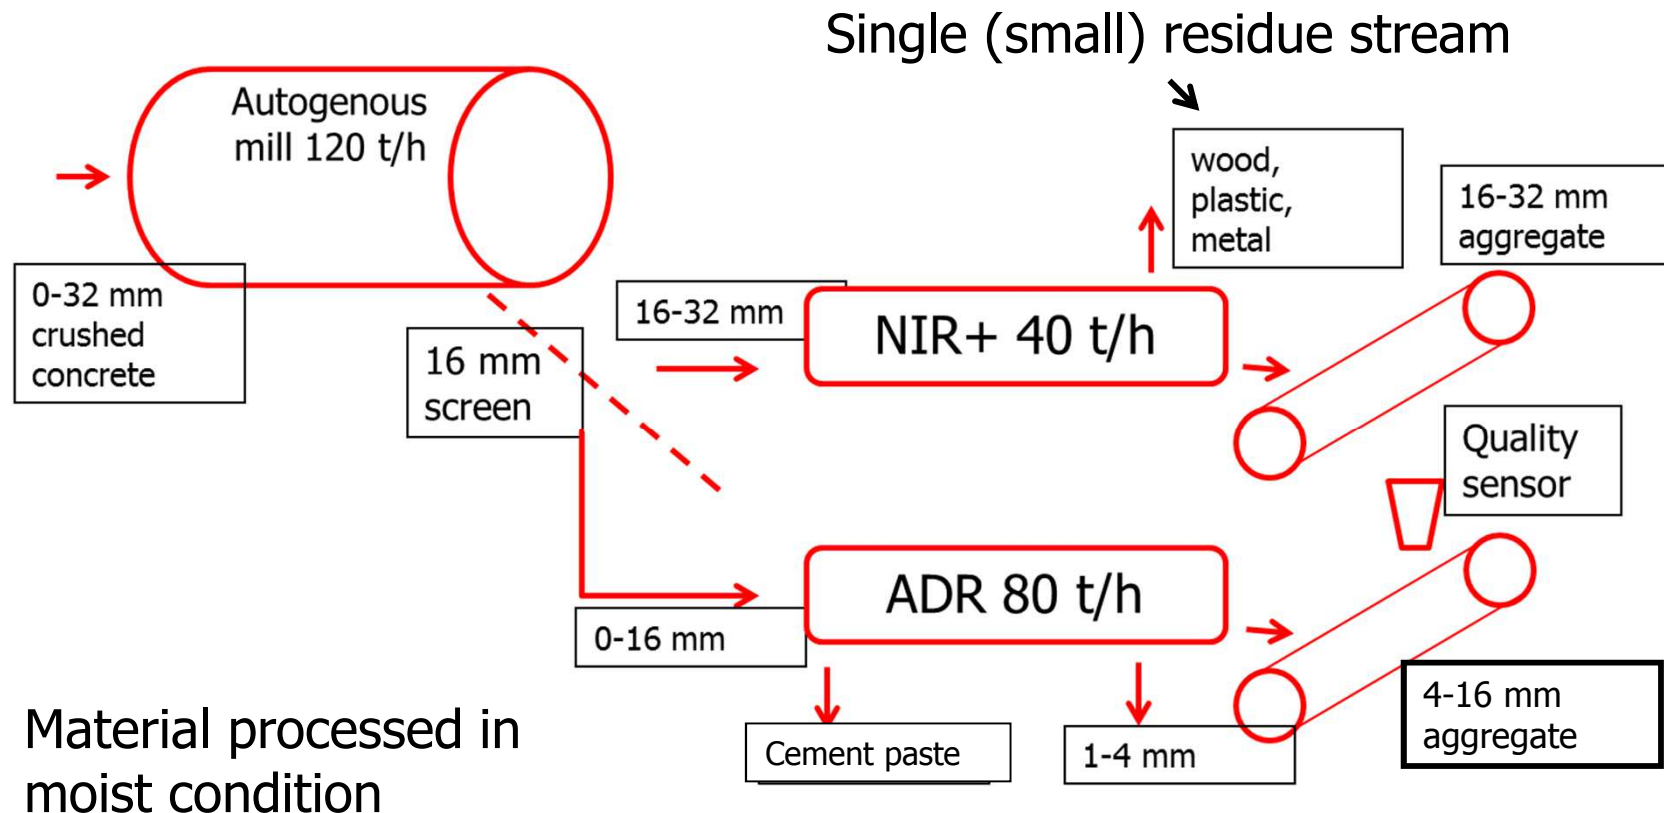 Single (small) residue stream
Autogenous
mill 120 t/h
wood,
plastic,
metal
16-32 mm
aggregate
0-32 mm
crushed
concrete
16-32 mm
NIR+ 40 t/h
16 mm
screen
Quality
sensor
ADR 80 t/h
0-16 mm
4-16 mm
aggregate
Cement paste
1-4 mm
Material processed in
moist condition